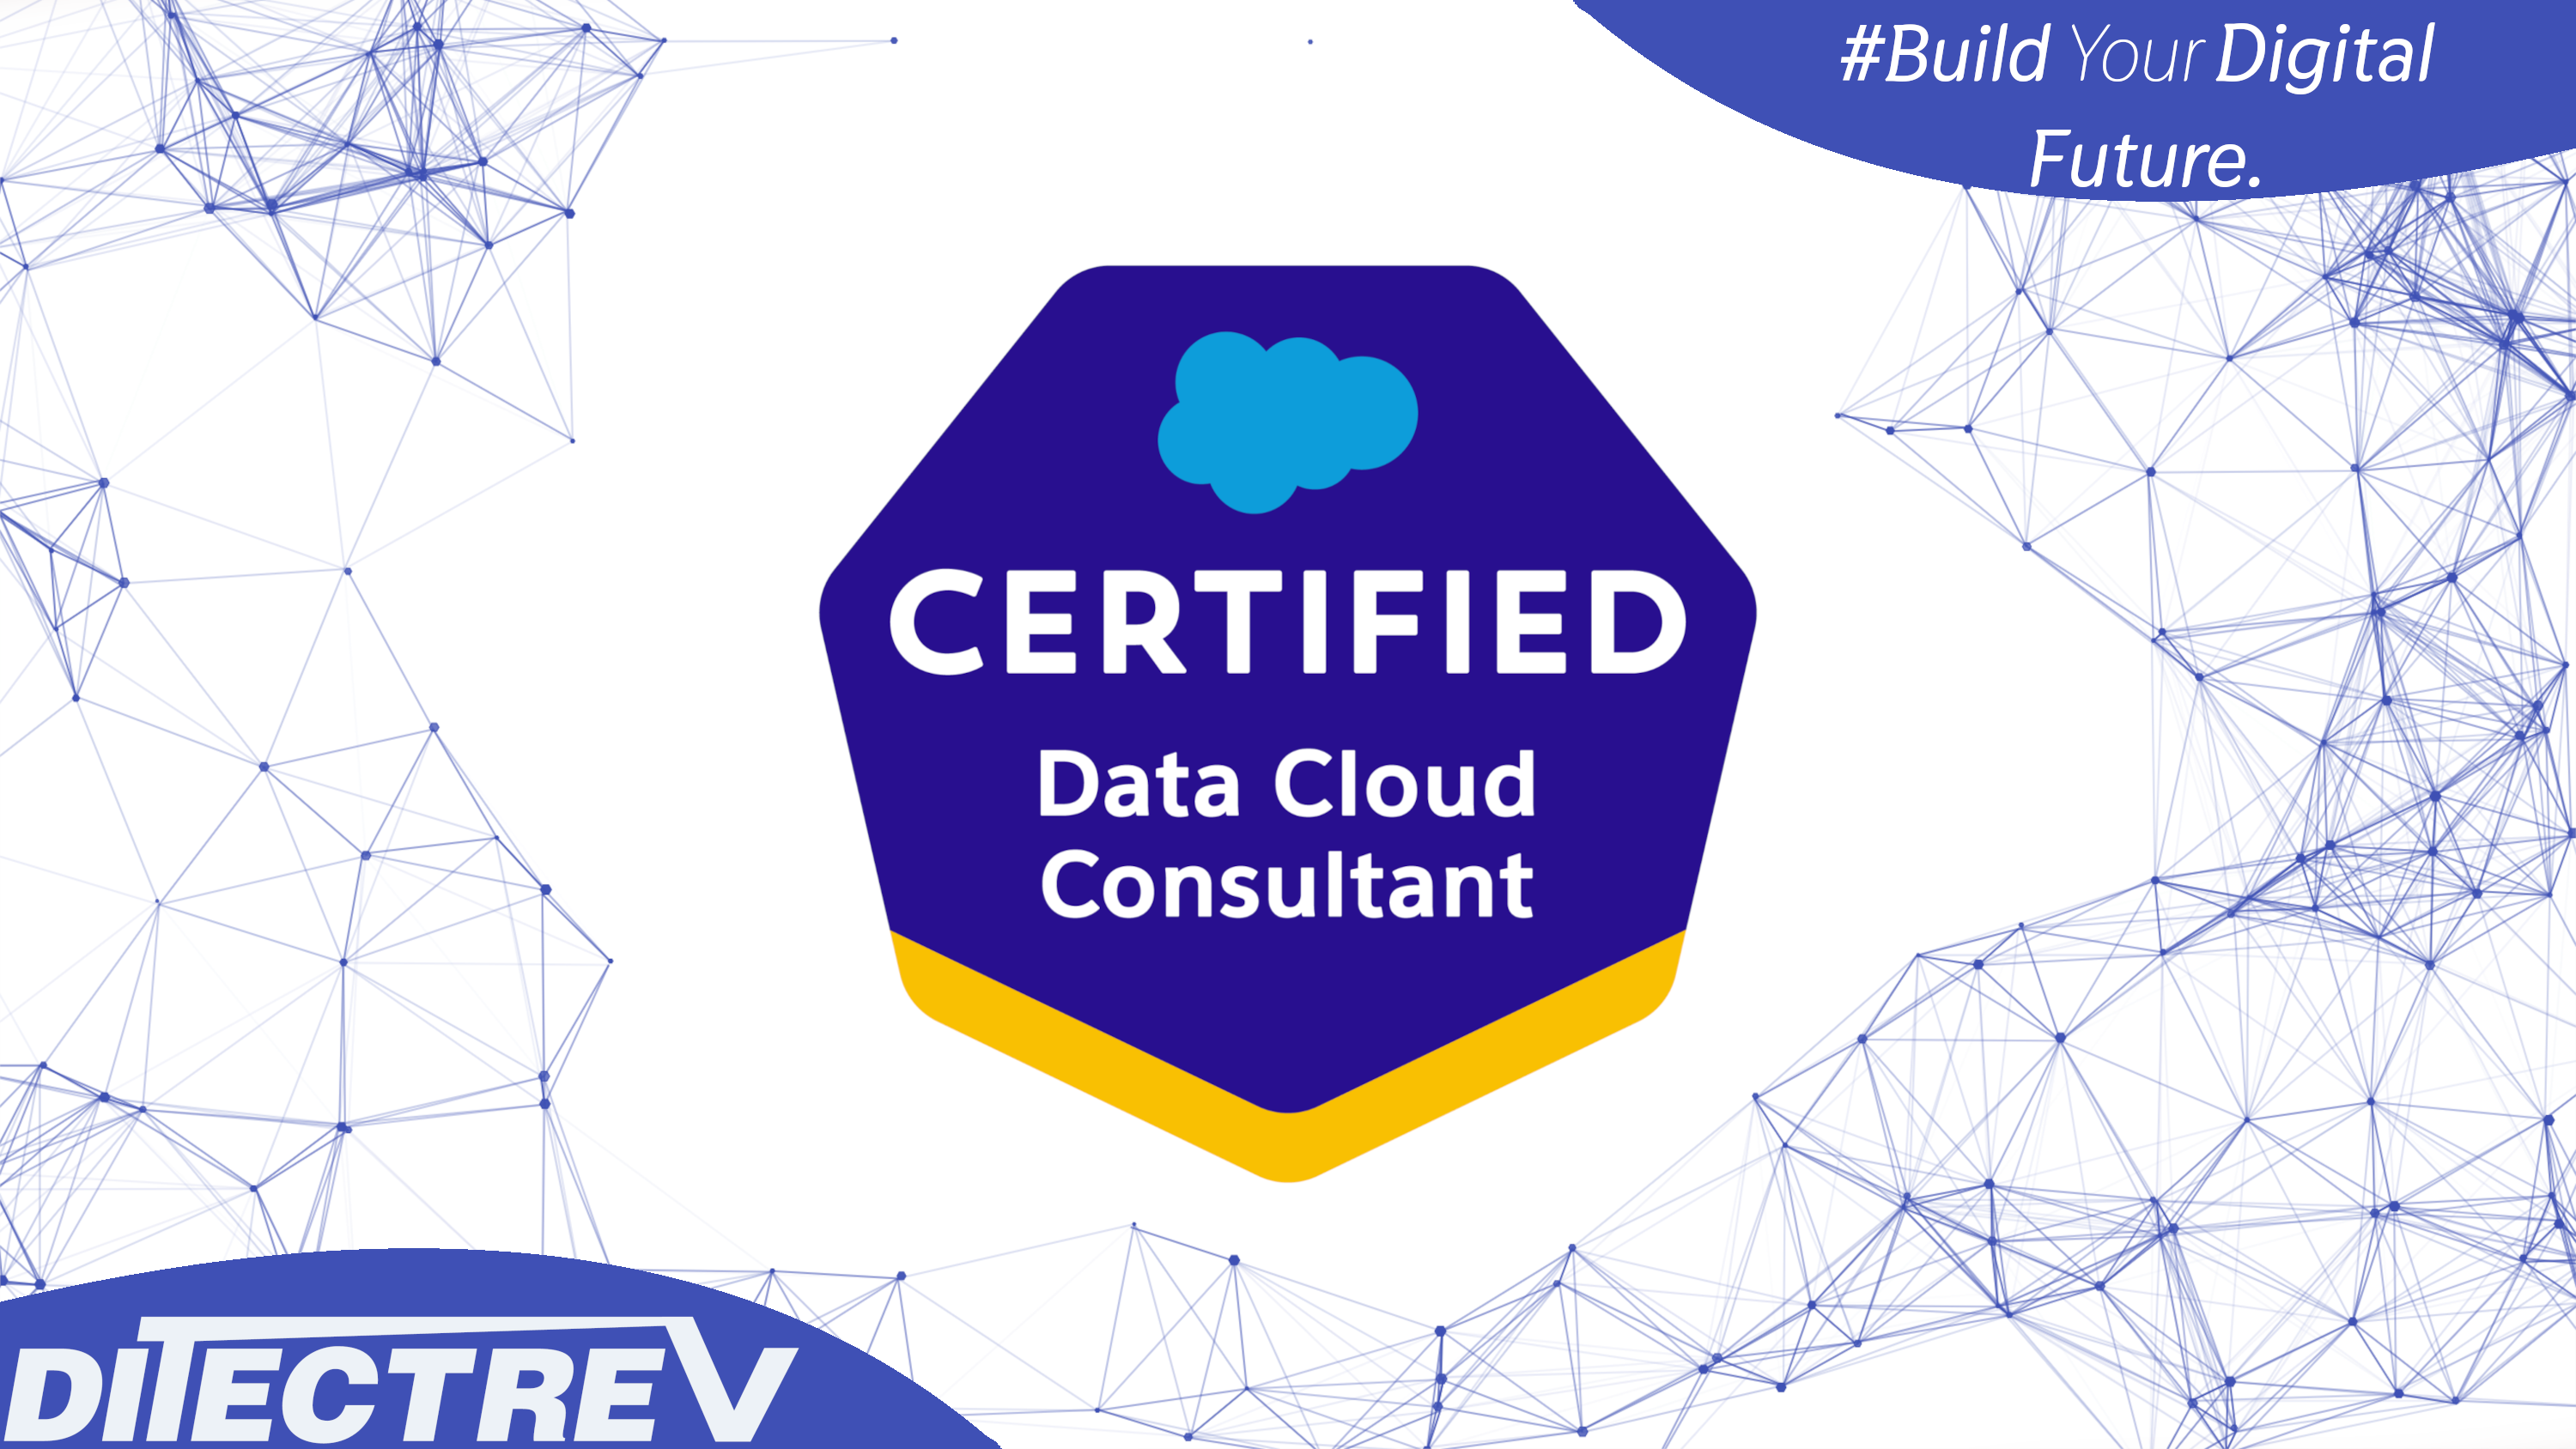 #Build Your Digital
Future.
CERTIFIED
Data Cloud
Consultant
DITECTREV